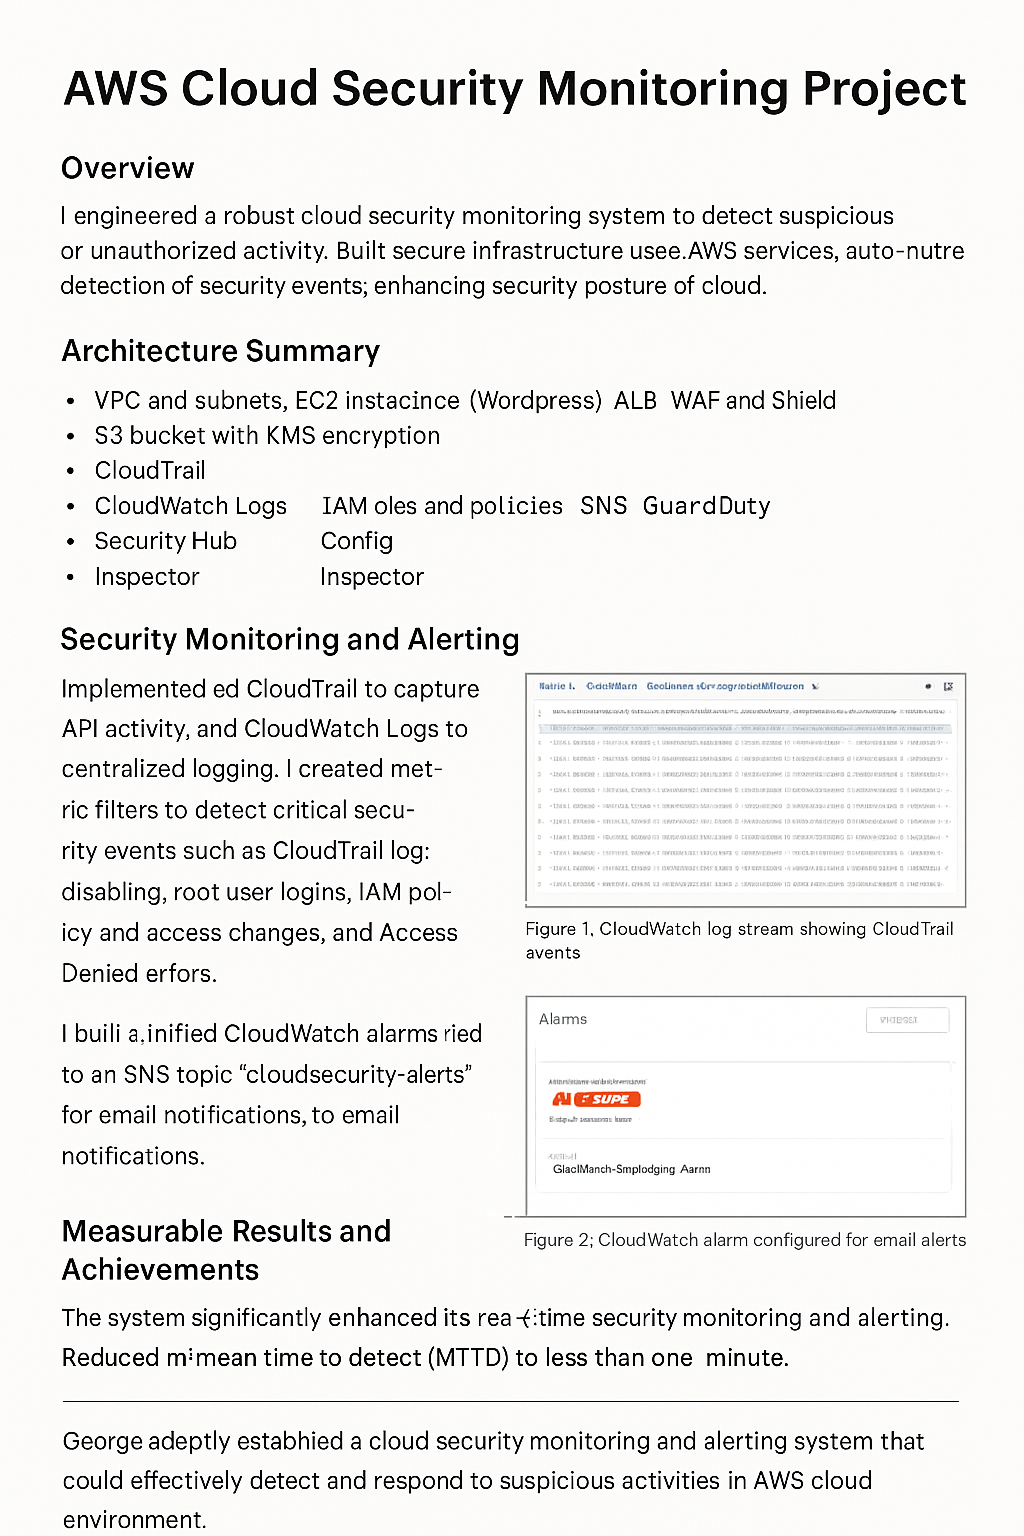 AWS Cloud Security Monitoring Project
Overview
I engineered a robust cloud security monitoring system to detect suspicious
or unauthorized activity. Built secure infrastructure usee.AWS services, auto-nutre
detection of security events; enhancing security posture of cloud.
Architecture Summary
• VPC and subnets, EC2 instacince (Wordpress) ALB WAF and Shield
• S3 bucket with KMS encryption
• CloudTrail
• CloudWatch Logs IAM oles and policies SNS GuardDuty
• Security Hub Config
• Inspector Inspector
Security Monitoring and Alerting
Implemented ed CloudTrail to capture
API activity, and CloudWatch Logs to
centralized logging. I created met-
ric filters to detect critical secu-
rity events such as CloudTrail log:
disabling, root user logins, IAM pol-
icy and access changes, and Access
Denied erfors.
I buili a,inified CloudWatch alarms ried
to an SNS topic “cloudsecurity-alerts”
for email notifications, to email
notifications.
Figure 1, CloudWatch log stream showing CloudTrail
avents
Alarms
SUPE
GlaclManch-Smplodging Aarnn
Figure 2; CloudWatch alarm configured for email alerts
Measurable Results and
Achievements
The system significantly enhanced its rea time security monitoring and alerting.
Reduced m:mean time to detect (MTTD) to less than one minute.
George adeptly estabhied a cloud security monitoring and alerting system that
could effectively detect and respond to suspicious activities in AWS cloud
environment.